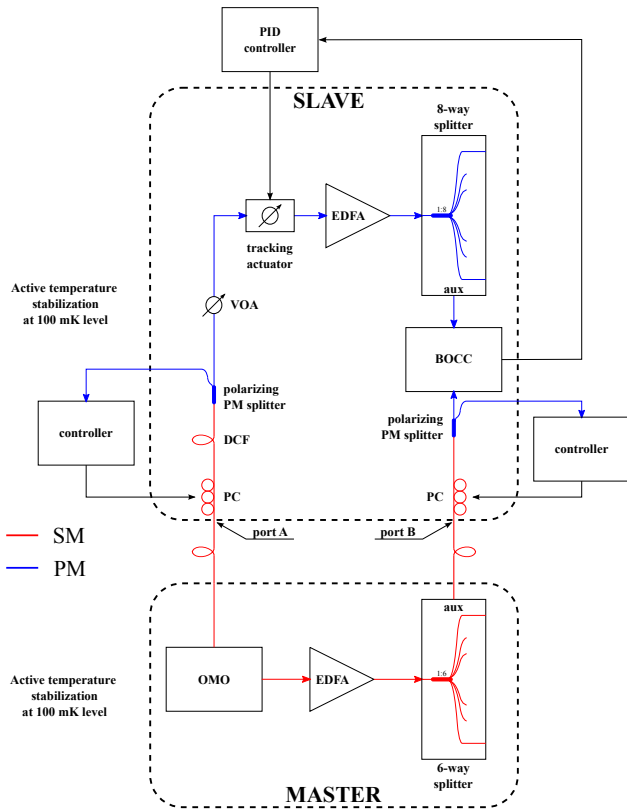 PID
controller
SLAVE
8-way
splitter
1:8
EDFA
tracking
actuator
aux
Active temperature
stabilization
at 100 mK level
VOA
BOCC
polarizing
PM splitter
polarizing
PM splitter
controller
controller
DCF
PC
PC
port A
port B
SM
PM
aux
OMO
EDFA
1:6
Active temperature
stabilization
at 100 mK level
6-way
splitter
MASTER